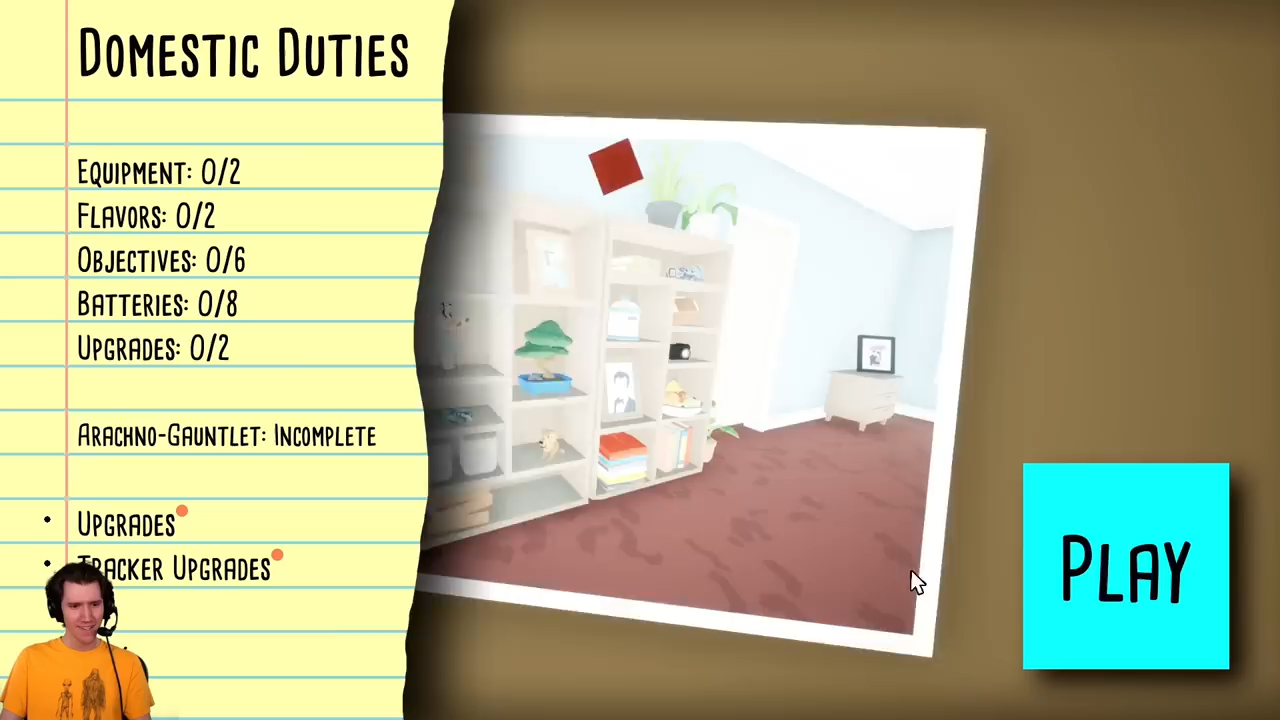 Domestic Duties
Equipment: 0/2
Flavors: 0/2
Objectives: 0/6
Batteries: 0/8
Upgrades: 0/2
Arachno-Gauntlet: Incomplete
Upgrades
Tracker Upgrades
Play